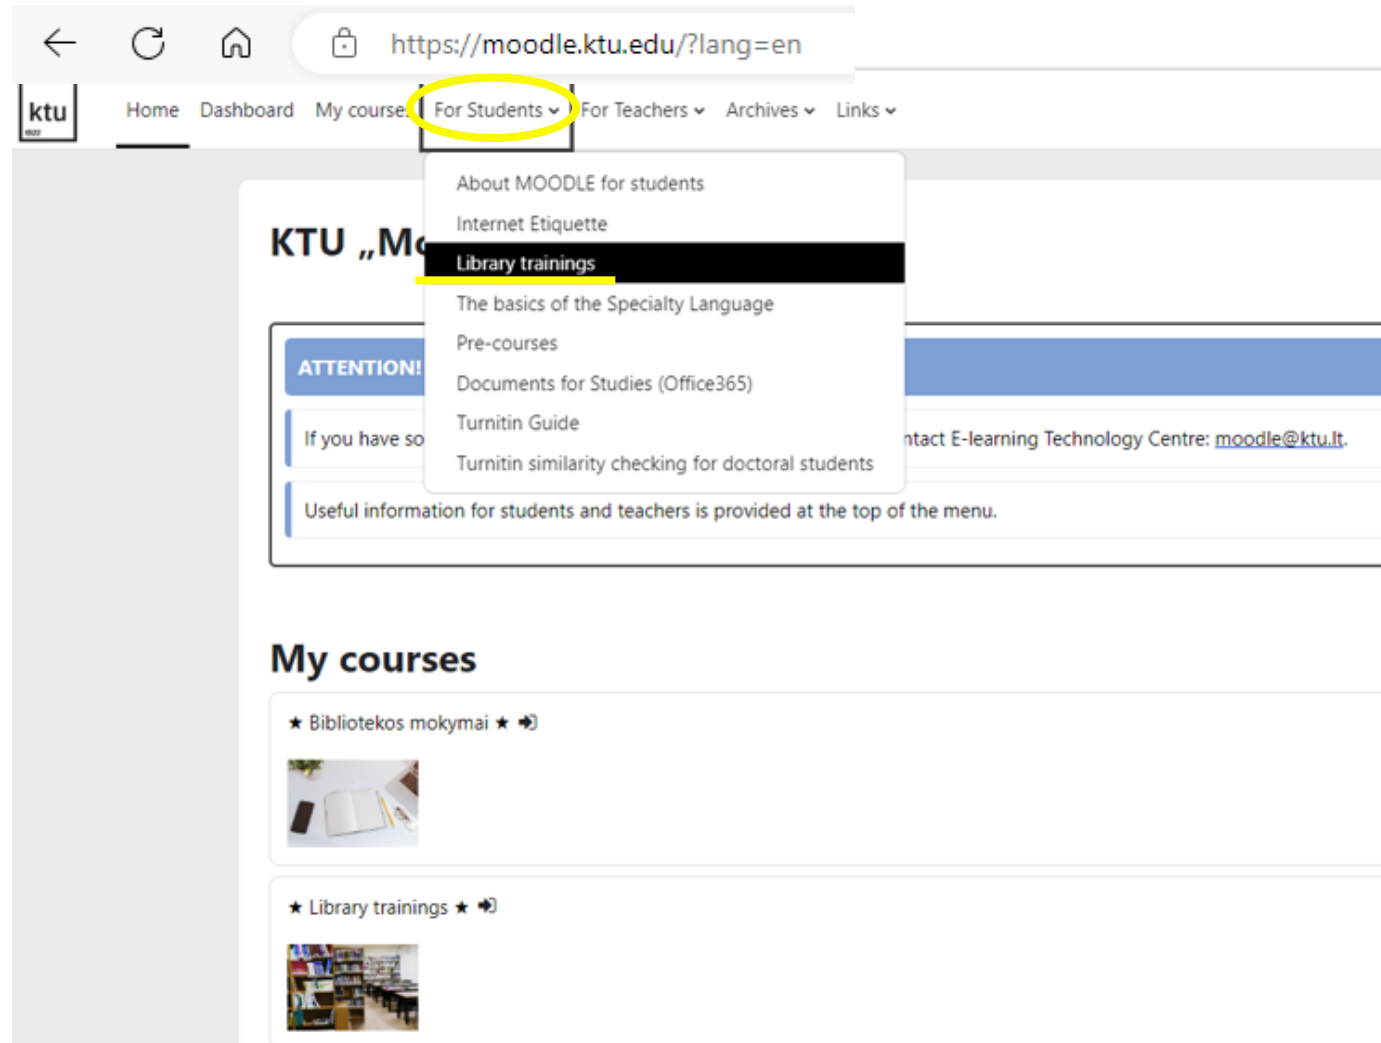 https://moodle.ktu.edu/?lang=en
ktu
1922
Home Dashboard My courses For Students For Teachers Archives Links
About MOODLE for students
Internet Etiquette
Library trainings
The basics of the Specialty Language
Pre-courses
Documents for Studies (Office365)
Turnitin Guide
Turnitin similarity checking for doctoral students
KTU „Mo
ATTENTION!
If you have so
ntact E-learning Technology Centre: moodle@ktu.lt.
Useful information for students and teachers is provided at the top of the menu.
My courses
★ Bibliotekos mokymai ★
★ Library trainings ★